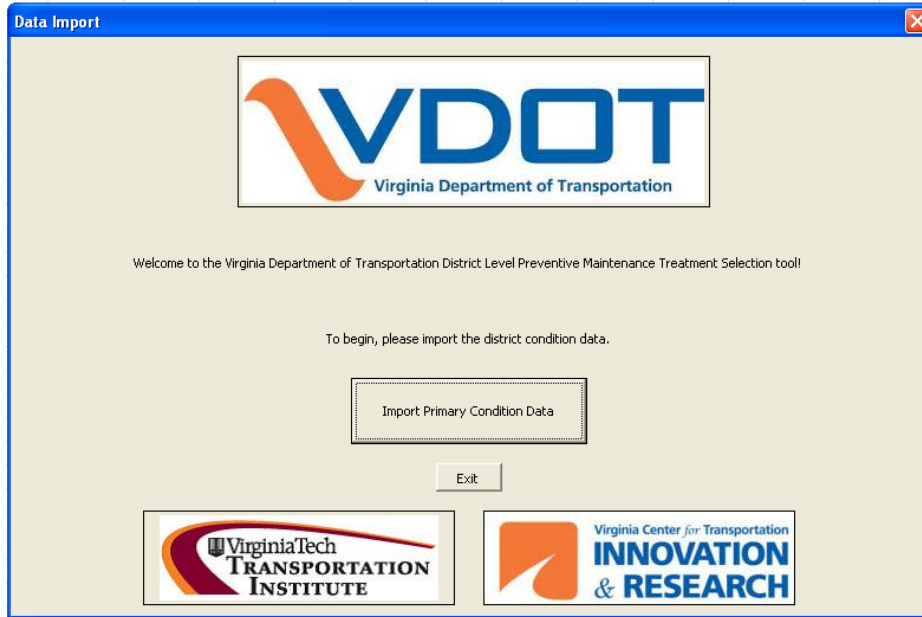 Data Import
VDOT
Virginia Department of Transportation
Welcome to the Virginia Department of Transportation District Level Preventive Maintenance Treatment Selection tool!
To begin, please import the district condition data.
Import Primary Condition Data
Exit
VirginiaTech
TRANSPORTATION
INSTITUTE
Virginia Center for Transportation
INNOVATION
& RESEARCH